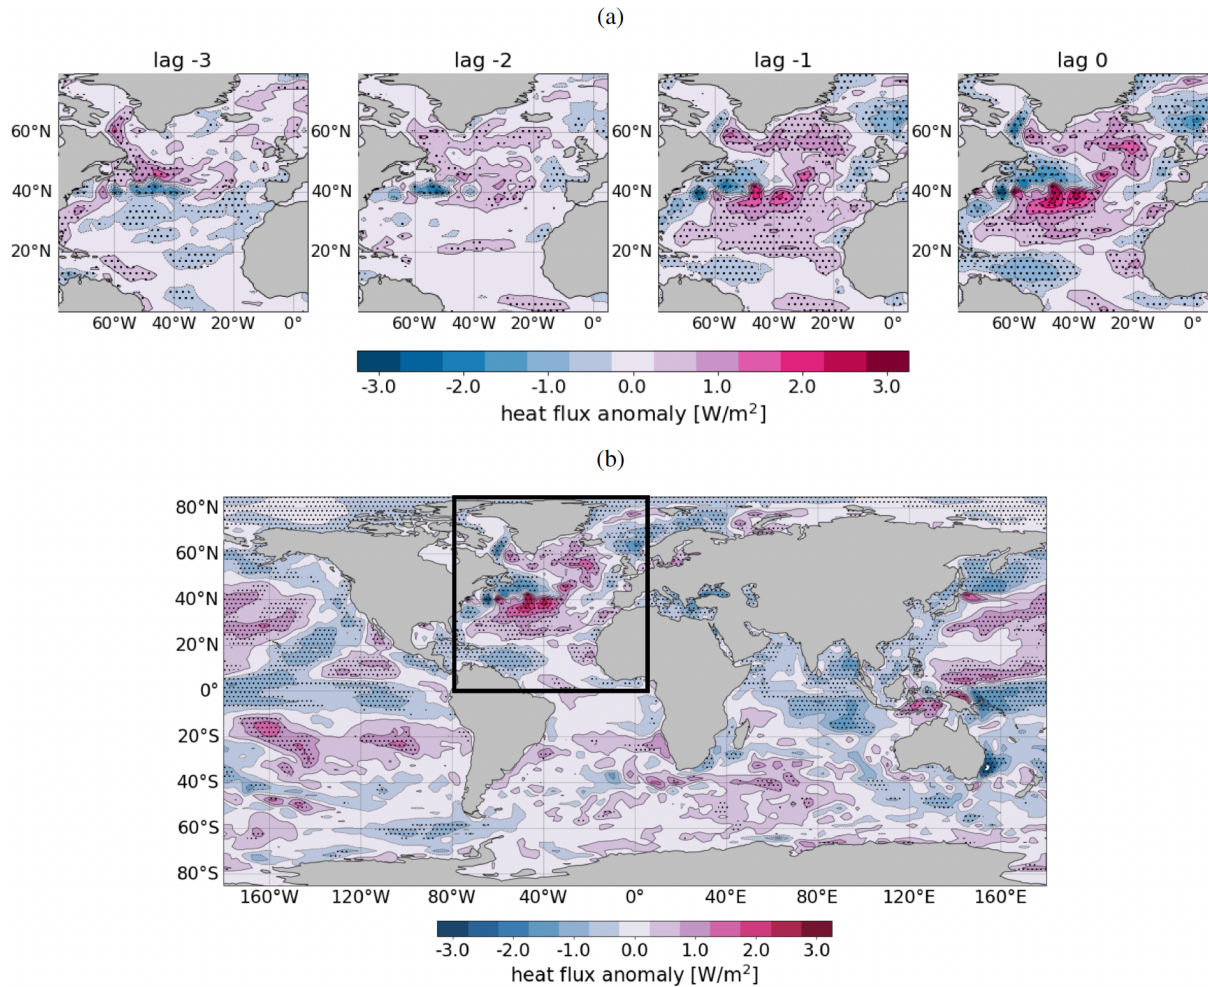 (a)
lag -3 lag -2 lag -1 lag 0
60°N 60°N 60°N 60°N
40°N 40°N 40°N 40°N
20°N 20°N 20°N 20°N
60°W 40°W 20°W 0° 60°W 40°W 20°W 0° 60°W 40°W 20°W 0° 60°W 40°W 20°W 0°
-3.0 -2.0 -1.0 0.0 1.0 2.0 3.0
heat flux anomaly [W/m²]
(b)
80°N
60°N
40°N
20°N
0°
20°S
40°S
60°S
80°S
160°W 120°W 80°W 40°W 0° 40°E 80°E 120°E 160°E
-3.0 -2.0 -1.0 0.0 1.0 2.0 3.0
heat flux anomaly [W/m²]